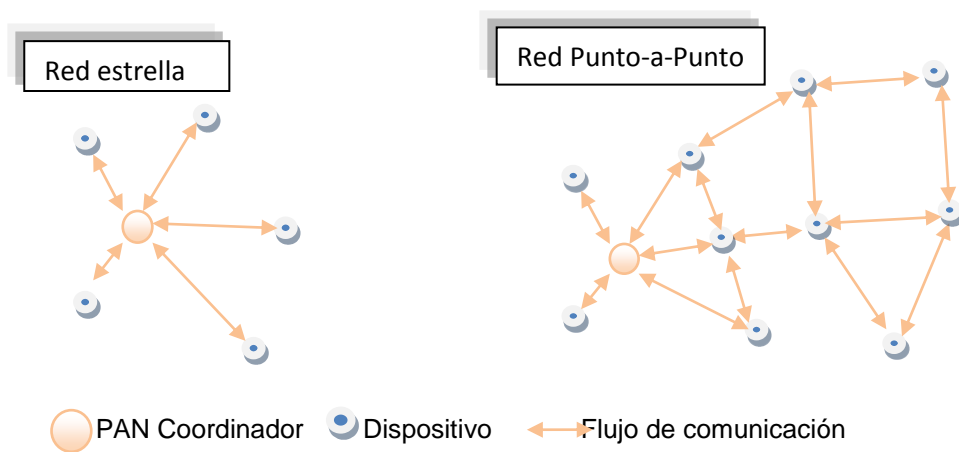 Red estrella
Red Punto-a-Punto
PAN Coordinador
Dispositivo
Flujo de comunicación